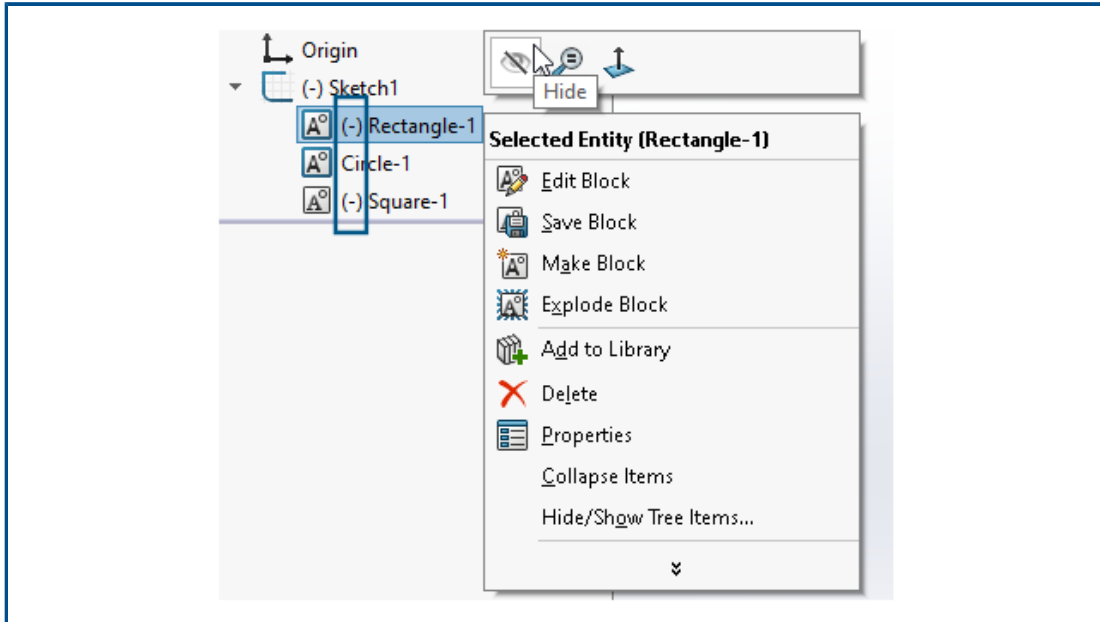 Origin
(-) Sketch1
Hide
(-) Rectangle-1
Selected Entity (Rectangle-1)
Circle-1
(-) Square-1
Edit Block
Save Block
Make Block
Explode Block
Add to Library
Delete
Properties
Collapse Items
Hide/Show Tree Items...